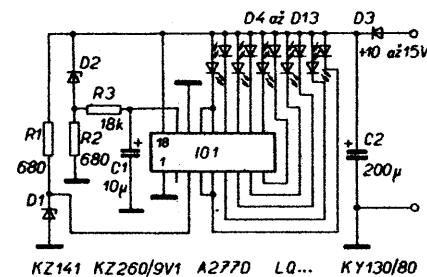 D4 až D13 D3
+10 až 15V
D2
R3
18k
R1
680
R2
680
C1
10µ
18
1
IO1
C2
200µ
D1
KZ141 KZ260/9V1 A277D LQ... KY130/80